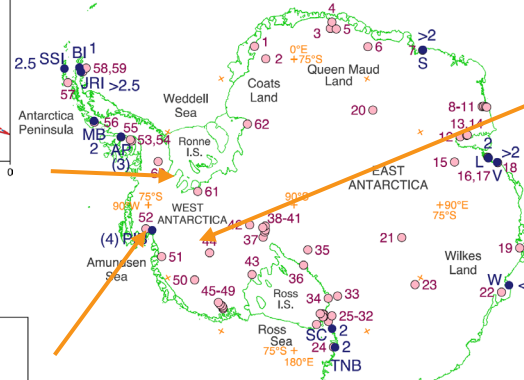 4
3
5
1
2
6
0°E
+75°S
7
>2
S
BI
1
2.5
SSI
58,59
JRI >2.5
57
Queen Maud
Land
Coats
Land
Weddell
Sea
8-11
20
Antarctica
Peninsula
MB
56
2
55
AP
53,54
(3)
62
Ronne
I.S.
13,14
2
L
>2
15
16,17
V
18
EAST
ANTARCTICA
0
61
75°S
90°W +
WEST
ANTARCTICA
90°S
+90°E
75°S
52
(4)
38-41
37
21
Amundsen
Sea
51
44
35
36
43
Wilkes
Land
19
50
45-49
Ross
I.S.
34
33
23
W
<
22
25-32
Ross
Sea
SC
2
24
2
75°S +
180°E
TNB